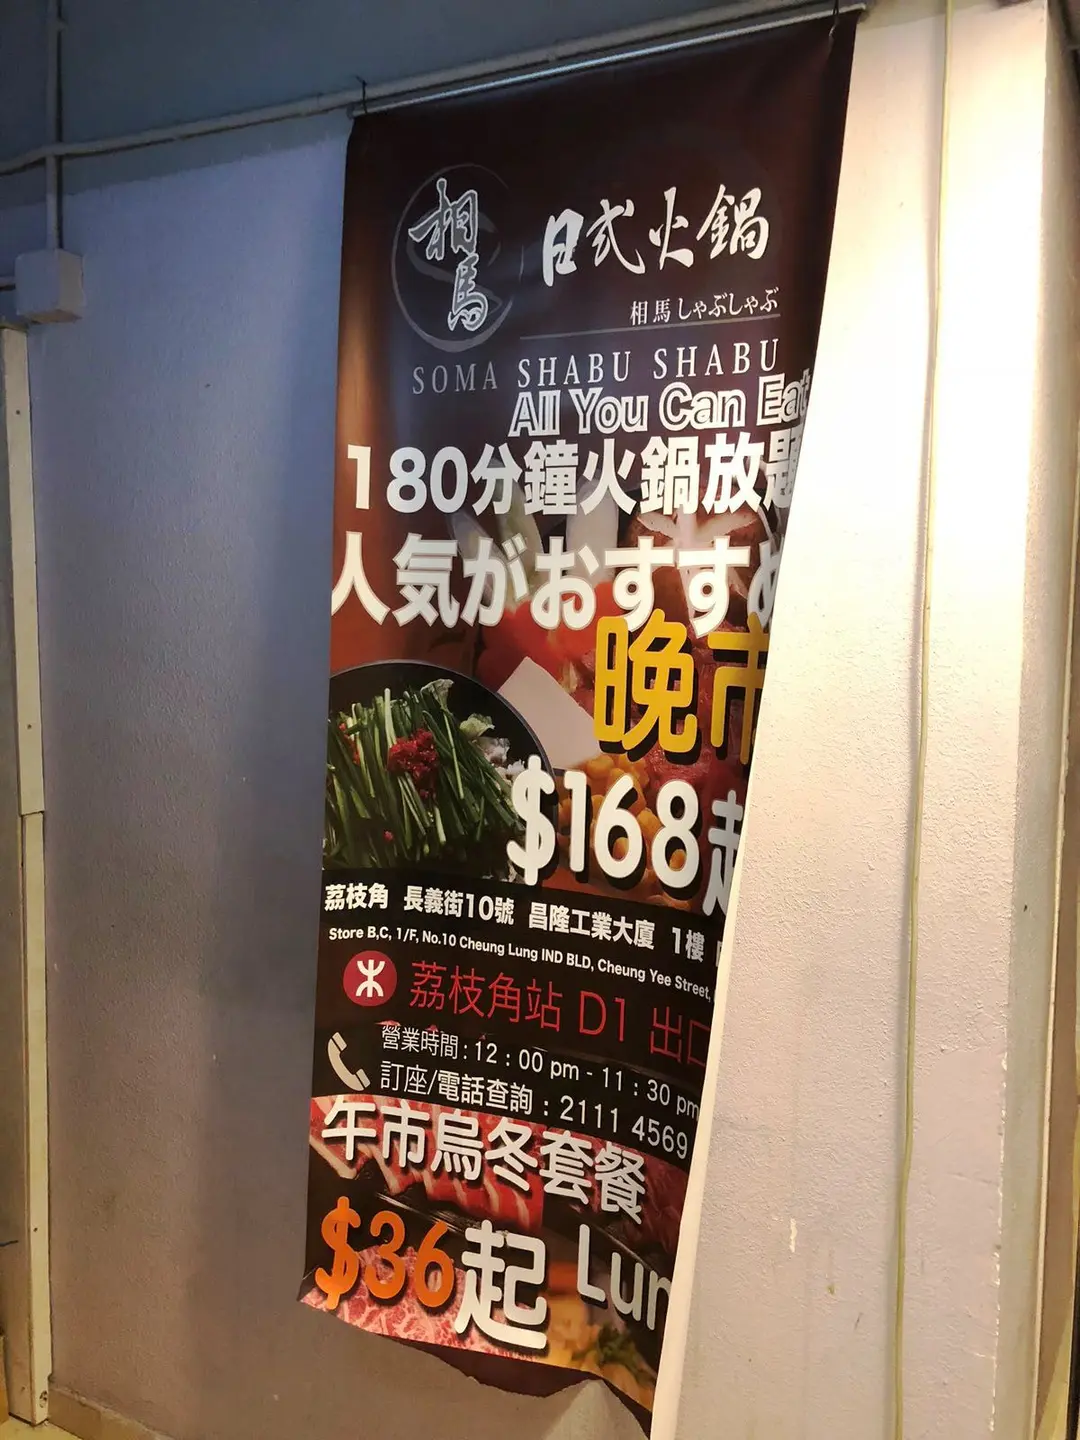 相馬
日式火鍋
相馬しゃぶしゃぶ
SOMA SHABU SHABU
All You Can Eat
180分鐘火鍋放題
人気がおすすめ
晚市
$168起
荔枝角 長義街10號 昌隆工業大廈 1樓
Store B,C, 1/F, No.10 Cheung Lung IND BLD, Cheung Yee Street,
荔枝角站 D1 出口
營業時間 : 12 : 00 pm - 11 : 30 pm
訂座/電話查詢 : 2111 4569
午市烏冬套餐
$36起